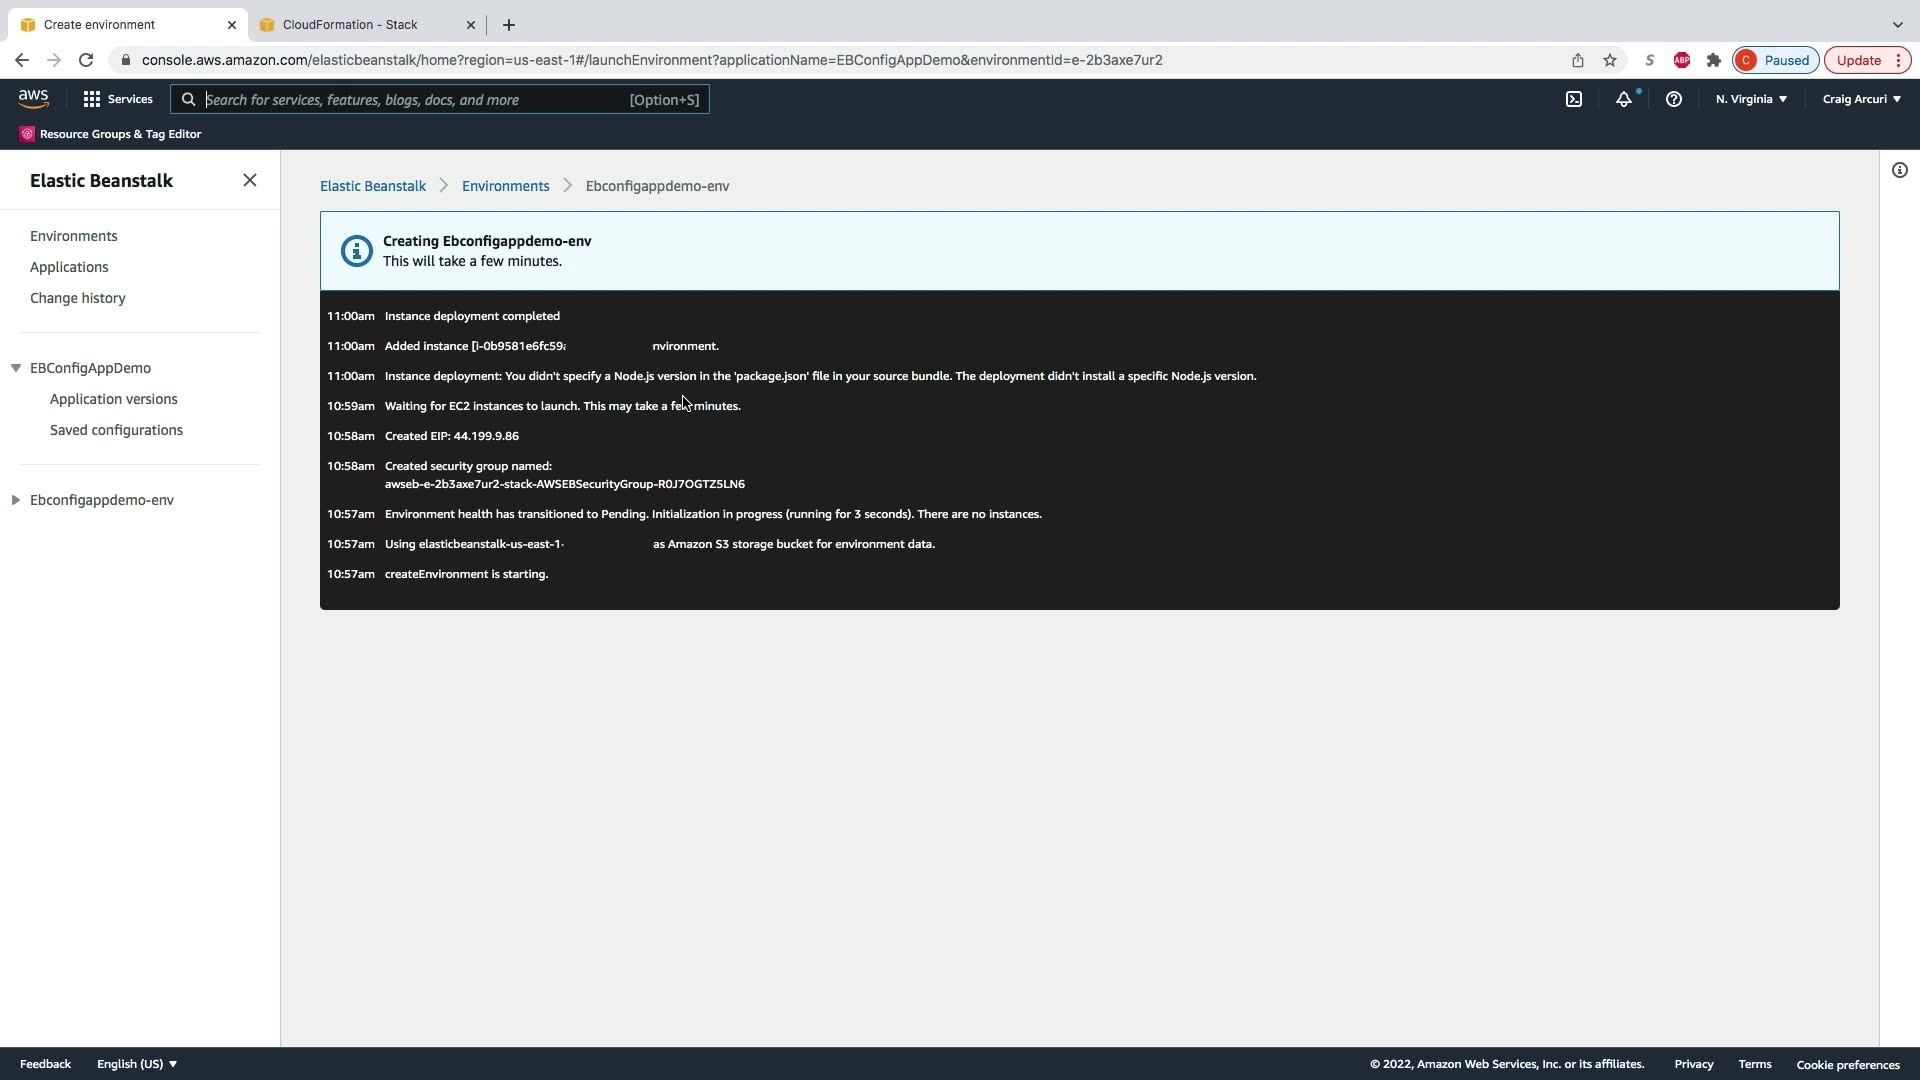 Create environment
CloudFormation - Stack
console.aws.amazon.com/elasticbeanstalk/home?region=us-east-1#/launchEnvironment?applicationName=EBConfigAppDemo&environmentId=e-2b3axe7ur2
S
ABP
C Paused
Update
aws
Services
Search for services, features, blogs, docs, and more [Option+S]
N. Virginia
Craig Arcuri
Resource Groups & Tag Editor
Elastic Beanstalk
Environments
Applications
Change history
EBConfigAppDemo
Application versions
Saved configurations
Ebconfigappdemo-env
Elastic Beanstalk Environments Ebconfigappdemo-env
Creating Ebconfigappdemo-env
This will take a few minutes.
11:00am Instance deployment completed
11:00am Added instance [i-0b9581e6fc59a nvironment.
11:00am Instance deployment: You didn't specify a Node.js version in the 'package.json' file in your source bundle. The deployment didn't install a specific Node.js version.
10:59am Waiting for EC2 instances to launch. This may take a few minutes.
10:58am Created EIP: 44.199.9.86
10:58am Created security group named:
awseb-e-2b3axe7ur2-stack-AWSEBSecurityGroup-R0J7OGTZ5LN6
10:57am Environment health has transitioned to Pending. Initialization in progress (running for 3 seconds). There are no instances.
10:57am Using elasticbeanstalk-us-east-1- as Amazon S3 storage bucket for environment data.
10:57am createEnvironment is starting.
Feedback
English (US)
© 2022, Amazon Web Services, Inc. or its affiliates.
Privacy
Terms
Cookie preferences